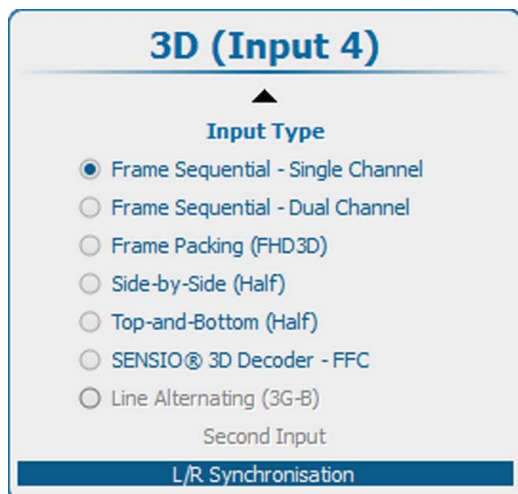 3D (Input 4)
Input Type
Frame Sequential - Single Channel
Frame Sequential - Dual Channel
Frame Packing (FHD3D)
Side-by-Side (Half)
Top-and-Bottom (Half)
SENSIO® 3D Decoder - FFC
Line Alternating (3G-B)
Second Input
L/R Synchronisation